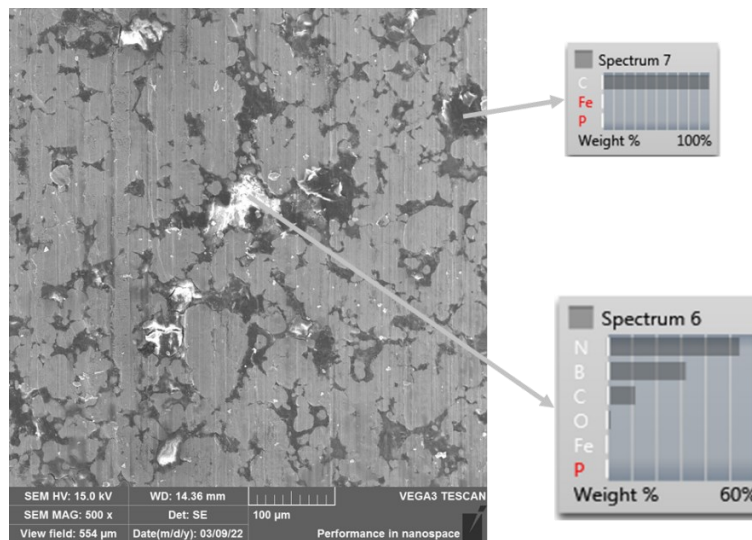 Spectrum 7
C
Fe
P
Weight % 100%
Spectrum 6
N
B
C
O
Fe
P
Weight % 60%
SEM HV: 15.0 kV WD: 14.36 mm VEGA3 TESCAN
SEM MAG: 500 x Det: SE 100 µm
View field: 554 µm Date(m/d/y): 03/09/22 Performance in nanospace